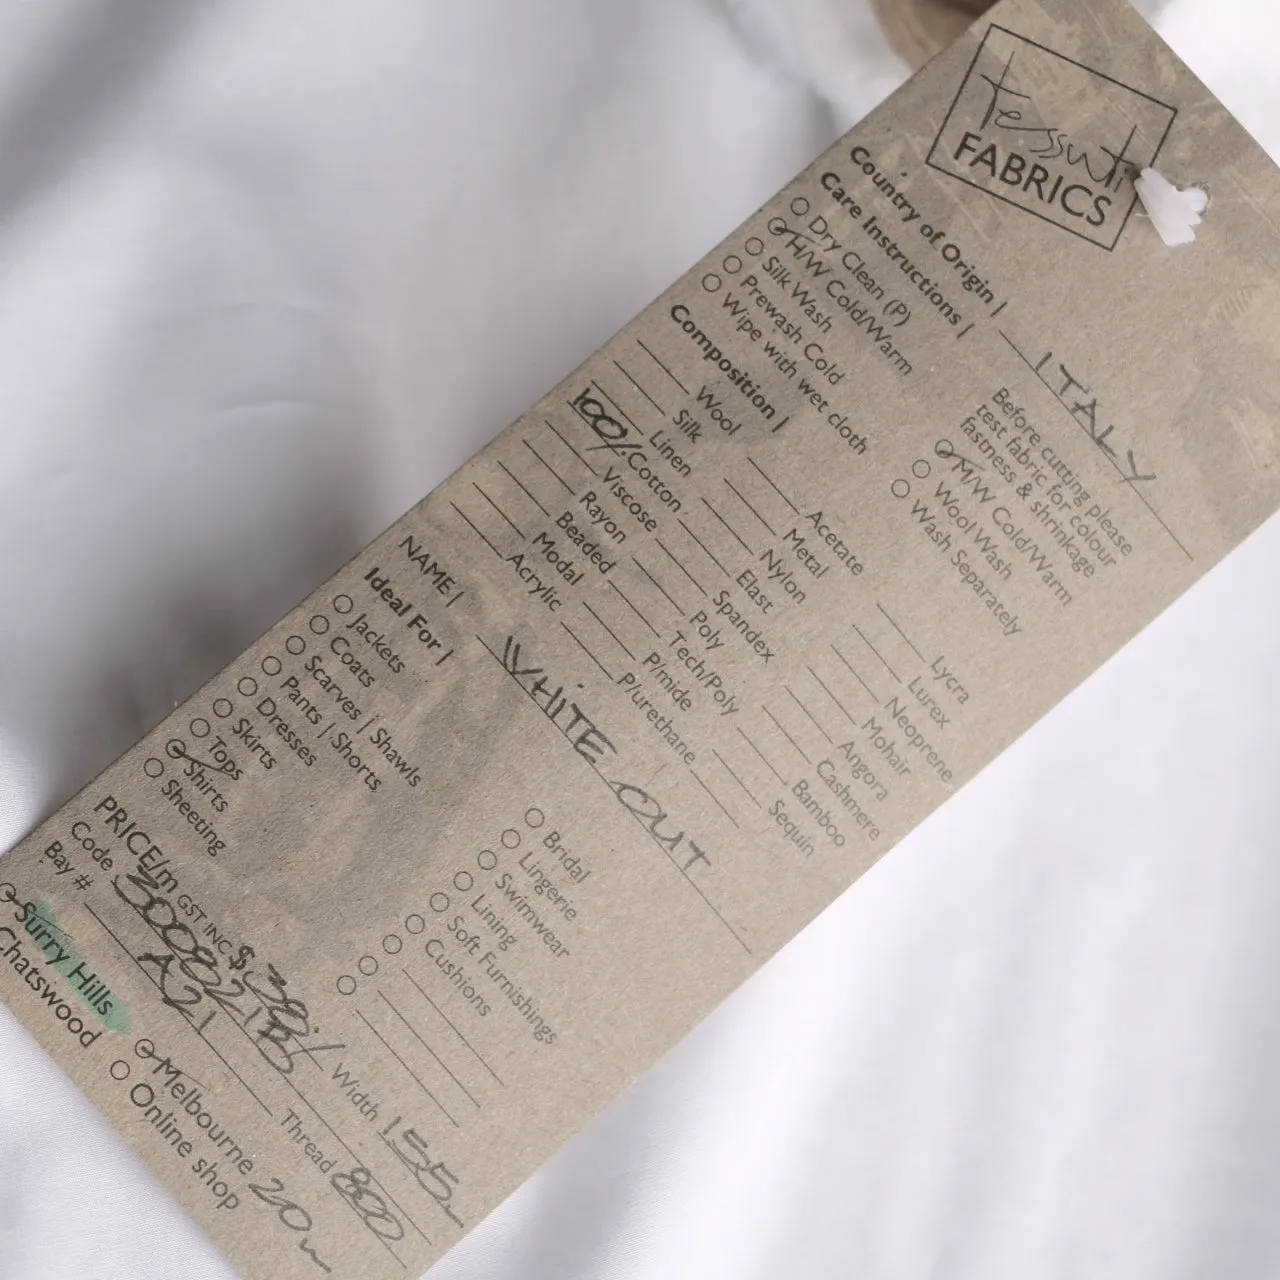 tessuti
FABRICS
Country of Origin | ITALY
Care Instructions |
Dry Clean (P)
H/W Cold/Warm
Silk Wash
Prewash Cold
Wipe with wet cloth
Before cutting please
test fabric for colour
fastness & shrinkage
M/W Cold/Warm
Wool Wash
Wash Separately
Composition |
Wool
Silk
Linen
100% Cotton
Viscose
Rayon
Beaded
Modal
Acrylic
Acetate
Metal
Nylon
Elast
Spandex
Poly
Tech/Poly
P/mide
P/urethane
Lycra
Lurex
Neoprene
Mohair
Angora
Cashmere
Bamboo
Sequin
NAME | WHITE OUT
Ideal For |
Jackets
Coats
Scarves | Shawls
Pants | Shorts
Dresses
Skirts
Tops
Shirts
Sheeting
Bridal
Lingerie
Swimwear
Lining
Soft Furnishings
Cushions
PRICE/m GST INC $ 39./ Width 155
Code 300821B Thread 800
Bay # A21
Surry Hills
Chatswood
Melbourne 20m
Online shop